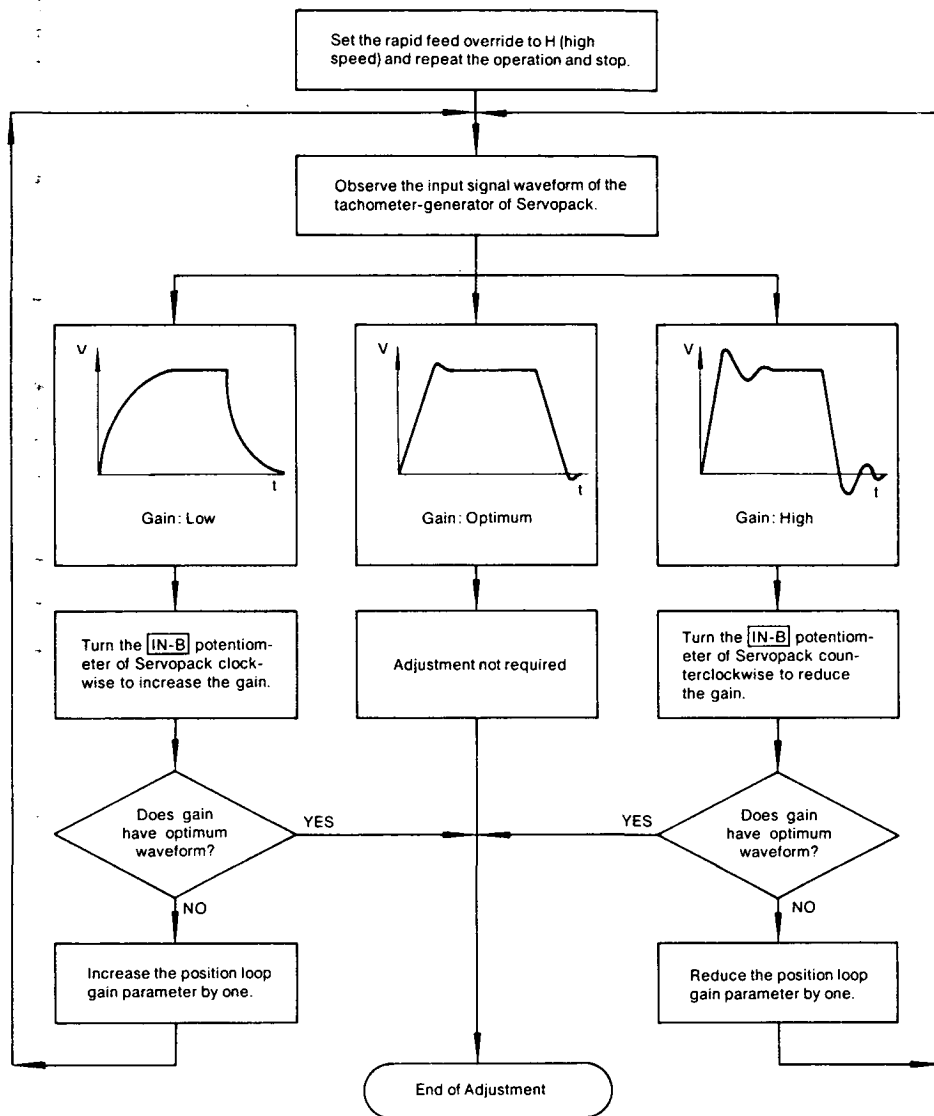 Set the rapid feed override to H (high
speed) and repeat the operation and stop.
Observe the input signal waveform of the
tachometer-generator of Servopack.
V
t
Gain: Low
V
t
Gain: Optimum
V
t
Gain: High
Turn the IN-B potentiom-
eter of Servopack clock-
wise to increase the gain.
Adjustment not required
Turn the IN-B potentiom-
eter of Servopack coun-
terclockwise to reduce
the gain.
Does gain
have optimum
waveform?
YES
NO
YES
Does gain
have optimum
waveform?
NO
Increase the position loop
gain parameter by one.
Reduce the position loop
gain parameter by one.
End of Adjustment